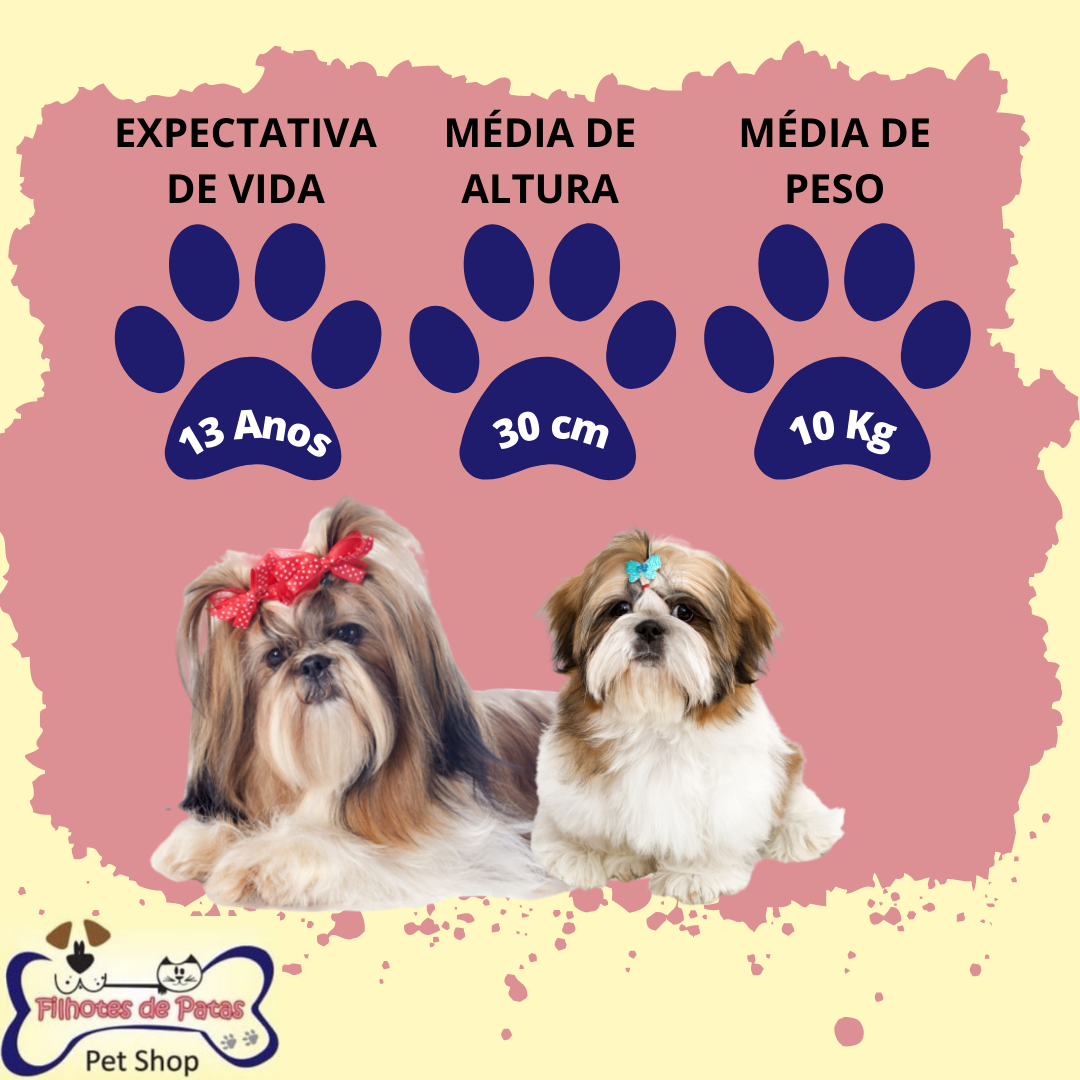 EXPECTATIVA
DE VIDA
MÉDIA DE
ALTURA
MÉDIA DE
PESO
13 Anos
30 cm
10 Kg
Filhotes de Patas
Pet Shop